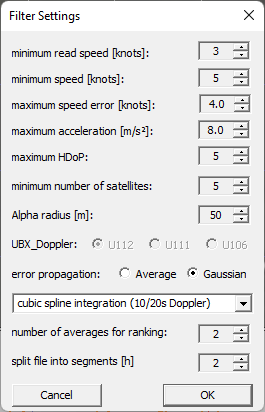 Filter Settings
minimum read speed [knots] 3
minimum speed [knots]: 5
maximum speed error [knots]: 4.0
maximum acceleration [m/s²]: 8.0
maximum HDoP: 5
minimum number of satellites: 5
Alpha radius [m]: 50
UBX_Doppler: U112 U111 U106
error propagation: Average Gaussian
cubic spline integration (10/20s Doppler)
number of averages for ranking: 2
split file into segments [h] 2
Cancel OK